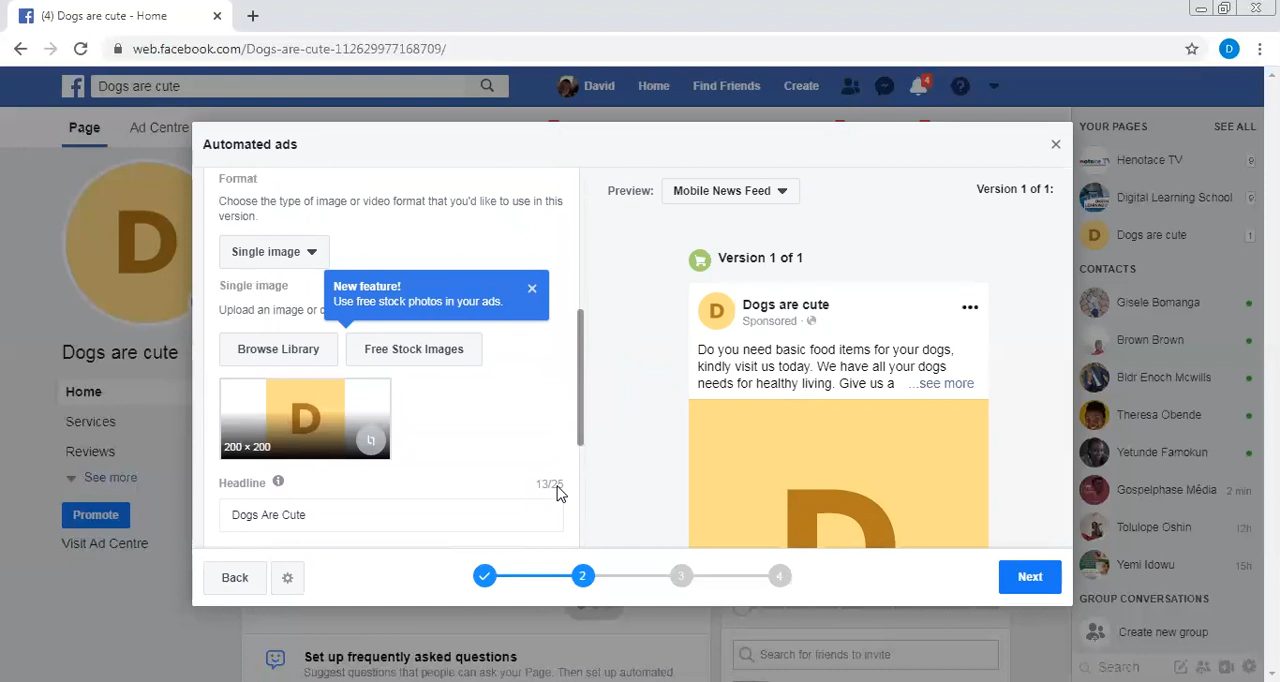 (4) Dogs are cute - Home
web.facebook.com/Dogs-are-cute-112629977168709/
D
Dogs are cute
David
Home
Find Friends
Create
4
Page
Ad Centre
D
Dogs are cute
Home
Services
Reviews
See more
Promote
Visit Ad Centre
Automated ads
Format
Choose the type of image or video format that you'd like to use in this
version.
Single image
Single image
Upload an image or
New feature!
Use free stock photos in your ads.
Browse Library
Free Stock Images
D
200 × 200
Headline
13/25
Dogs Are Cute
Preview:
Mobile News Feed
Version 1 of 1:
Version 1 of 1
D
Dogs are cute
Sponsored ·
Do you need basic food items for your dogs,
kindly visit us today. We have all your dogs
needs for healthy living. Give us a ...see more
D
Back
2
3
4
Next
Set up frequently asked questions
Suggest questions that people can ask your Page. Then set up automated
Search for friends to invite
YOUR PAGES
SEE ALL
Henotace TV
9
Digital Learning School
9
D
Dogs are cute
1
CONTACTS
Gisele Bomanga
Brown Brown
Bldr Enoch Mcwills
Theresa Obende
Yetunde Famokun
Gospelphase Média
2 min
Tolulope Oshin
12h
Yemi Idowu
15h
GROUP CONVERSATIONS
Create new group
Search